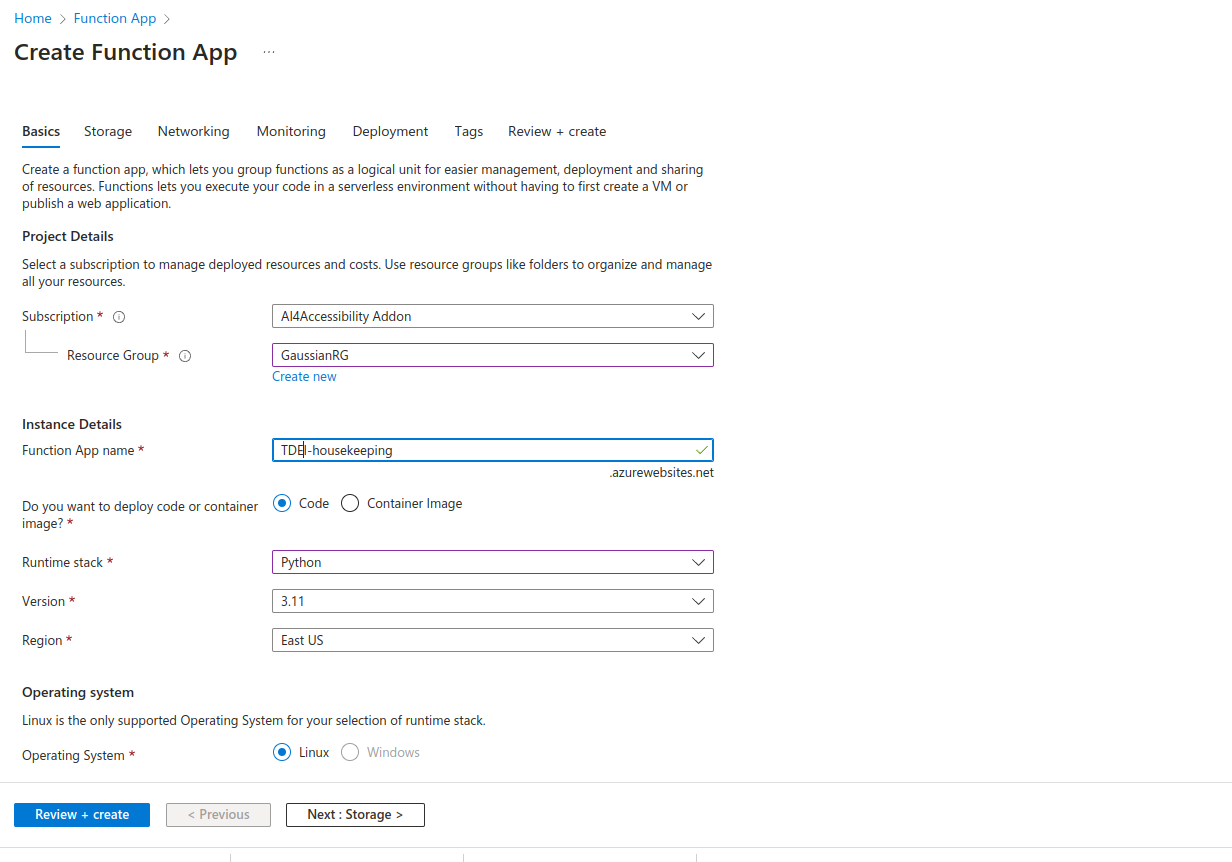 Home > Function App >
Create Function App ...
Basics Storage Networking Monitoring Deployment Tags Review + create
Create a function app, which lets you group functions as a logical unit for easier management, deployment and sharing
of resources. Functions lets you execute your code in a serverless environment without having to first create a VM or
publish a web application.
Project Details
Select a subscription to manage deployed resources and costs. Use resource groups like folders to organize and manage
all your resources.
Subscription * AI4Accessibility Addon
Resource Group * GaussianRG
Create new
Instance Details
Function App name * TDEI-housekeeping
.azurewebsites.net
Do you want to deploy code or container
image? *
Code Container Image
Runtime stack * Python
Version * 3.11
Region * East US
Operating system
Linux is the only supported Operating System for your selection of runtime stack.
Operating System * Linux Windows
Review + create < Previous Next : Storage >